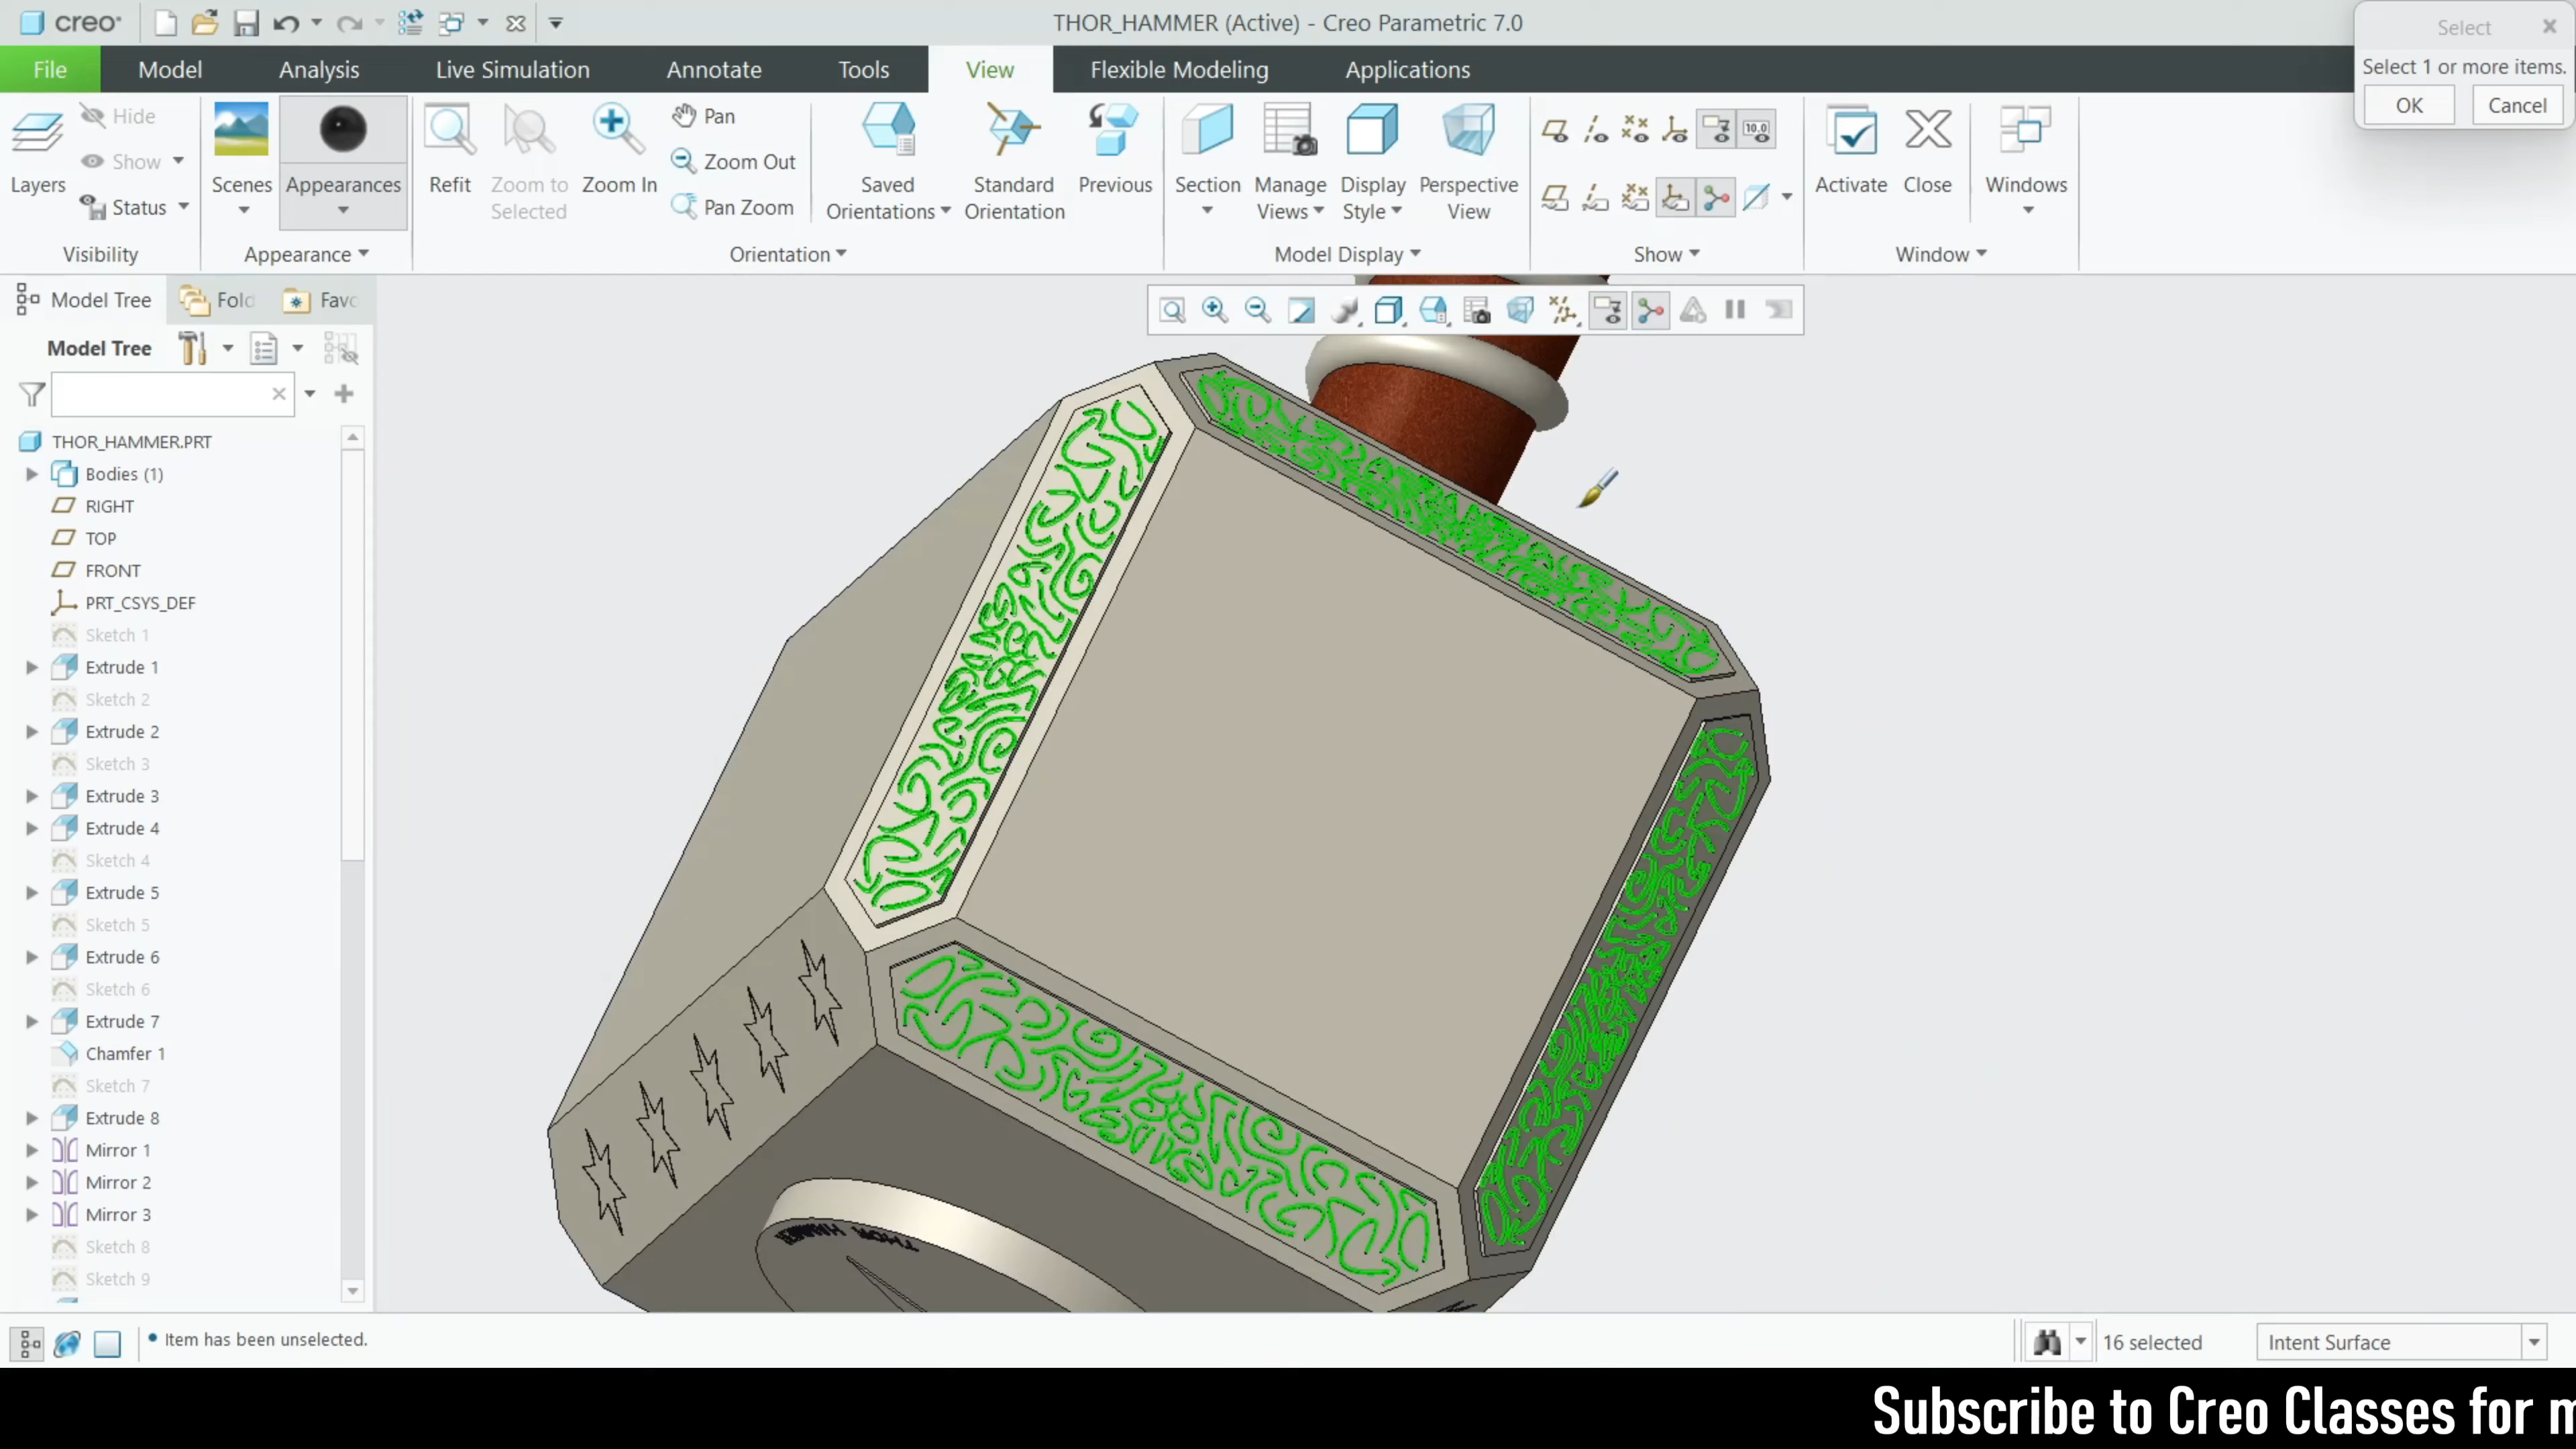 creo
THOR_HAMMER (Active) - Creo Parametric 7.0
Select
Select 1 or more items.
OK
Cancel
File
Model
Analysis
Live Simulation
Annotate
Tools
View
Flexible Modeling
Applications
Layers
Hide
Show
Status
Visibility
Scenes
Appearances
Appearance
Refit
Zoom to
Selected
Zoom In
Pan
Zoom Out
Pan Zoom
Saved
Orientations
Standard
Orientation
Previous
Orientation
Section
Manage
Views
Display
Style
Perspective
View
Model Display
10.0
Show
Activate
Close
Windows
Window
Model Tree
Fold
Favo
Model Tree
THOR_HAMMER.PRT
Bodies (1)
RIGHT
TOP
FRONT
PRT_CSYS_DEF
Sketch 1
Extrude 1
Sketch 2
Extrude 2
Sketch 3
Extrude 3
Extrude 4
Sketch 4
Extrude 5
Sketch 5
Extrude 6
Sketch 6
Extrude 7
Chamfer 1
Sketch 7
Extrude 8
Mirror 1
Mirror 2
Mirror 3
Sketch 8
Sketch 9
THOR HAMMER
Item has been unselected.
16 selected
Intent Surface
Subscribe to Creo Classes for m